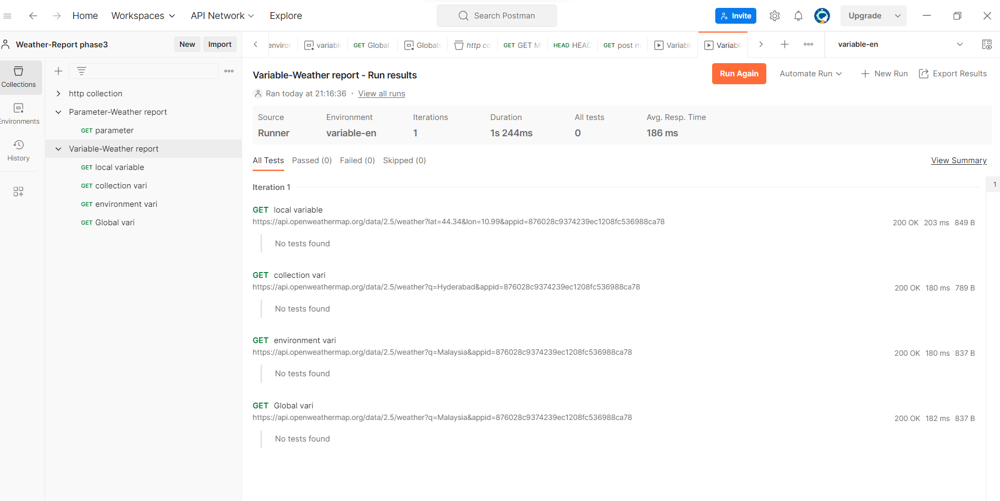 Home Workspaces API Network Explore Search Postman Invite Upgrade
Weather-Report phase3 New Import
environ variable GET Global Globals http co GET GET M HEAD HEAD GET post m Variable Variable variable-en
Collections
Environments
History
http collection
Parameter-Weather report
GET parameter
Variable-Weather report
GET local variable
GET collection vari
GET environment vari
GET Global vari
Variable-Weather report - Run results
Run Again Automate Run New Run Export Results
Ran today at 21:16:36 · View all runs
Source Environment Iterations Duration All tests Avg. Resp. Time
Runner variable-en 1 1s 244ms 0 186 ms
All Tests Passed (0) Failed (0) Skipped (0) View Summary
Iteration 1
1
GET local variable
https://api.openweathermap.org/data/2.5/weather?lat=44.34&lon=10.99&appid=876028c9374239ec1208fc536988ca78 200 OK 203 ms 849 B
No tests found
GET collection vari
https://api.openweathermap.org/data/2.5/weather?q=Hyderabad&appid=876028c9374239ec1208fc536988ca78 200 OK 180 ms 789 B
No tests found
GET environment vari
https://api.openweathermap.org/data/2.5/weather?q=Malaysia&appid=876028c9374239ec1208fc536988ca78 200 OK 180 ms 837 B
No tests found
GET Global vari
https://api.openweathermap.org/data/2.5/weather?q=Malaysia&appid=876028c9374239ec1208fc536988ca78 200 OK 182 ms 837 B
No tests found